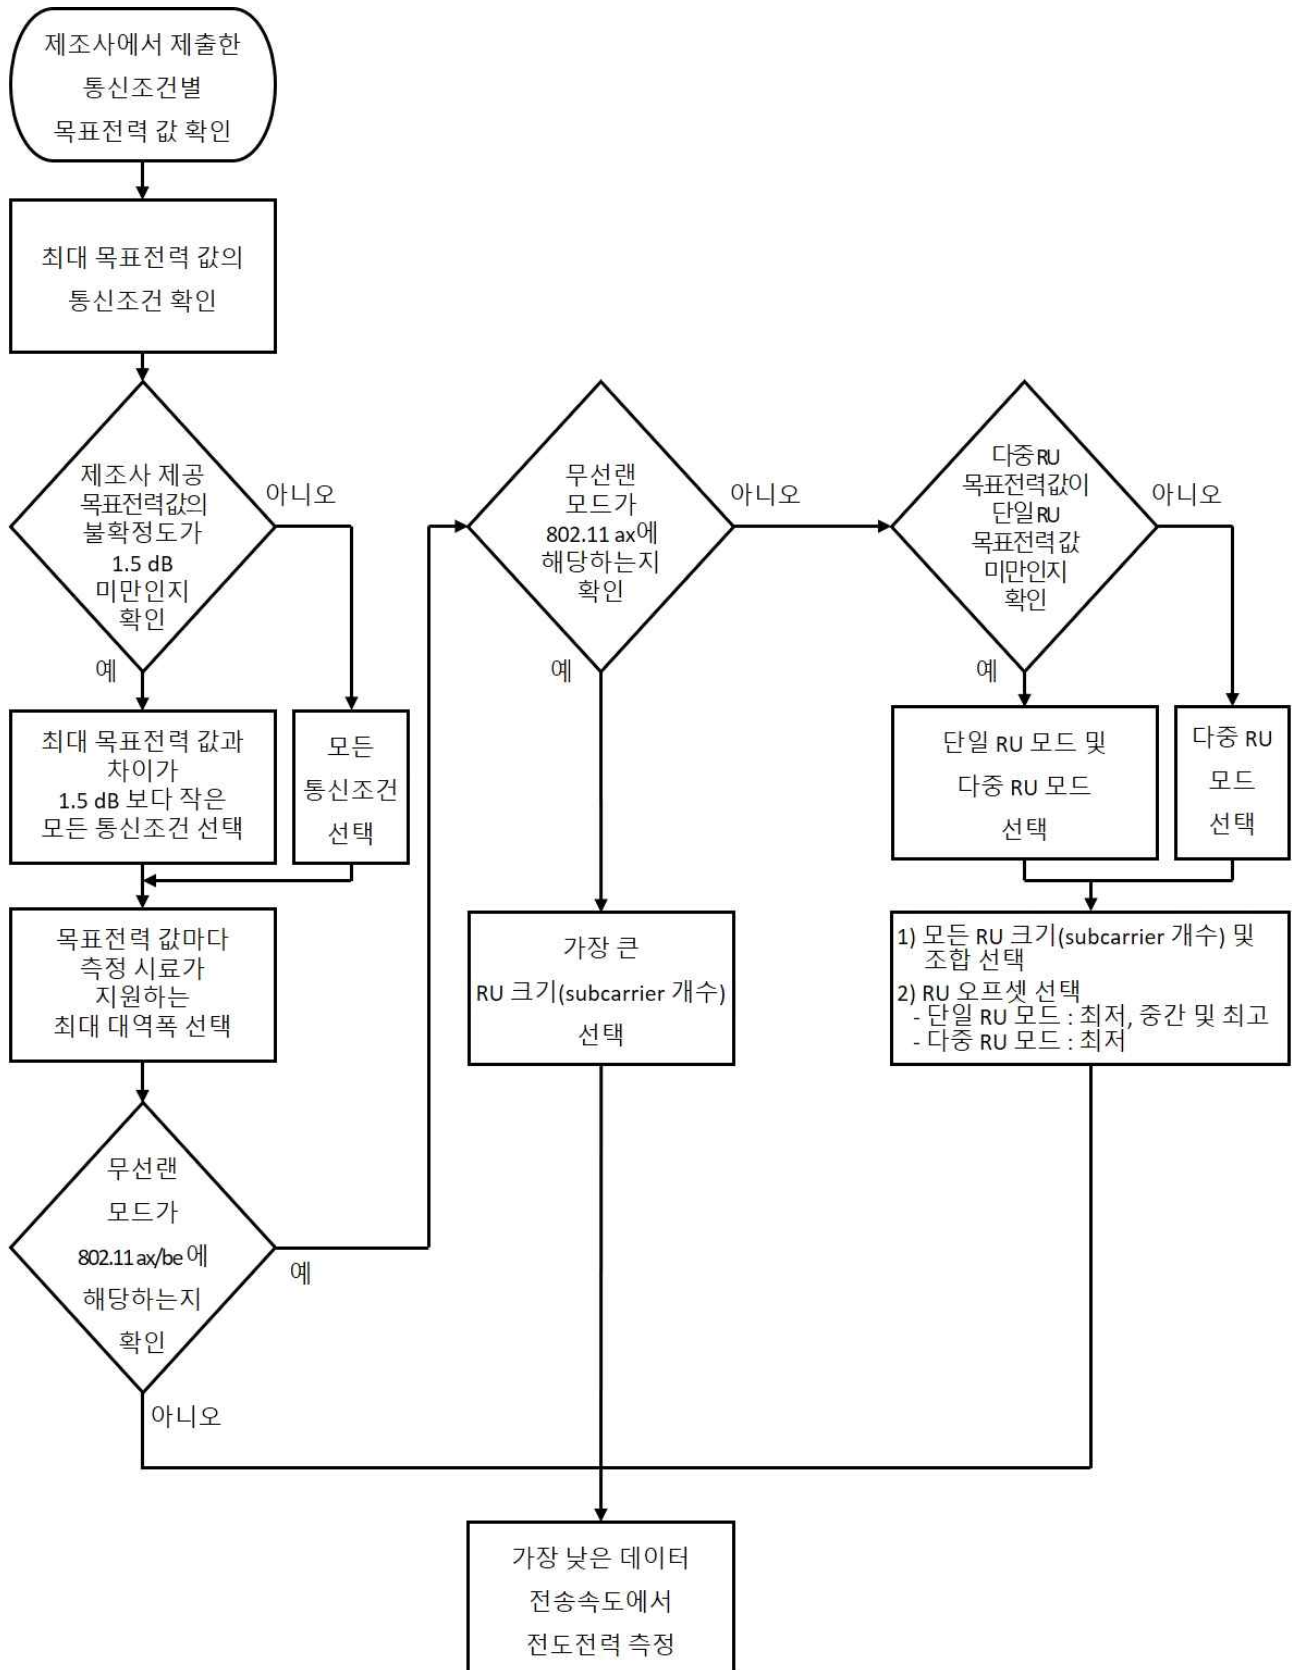 제조사에서 제출한
통신조건별
목표전력 값 확인
최대 목표전력 값의
통신조건 확인
제조사 제공
목표전력값의
불확정도가
1.5 dB
미만인지
확인
아니오
예
최대 목표전력 값과
차이가
1.5 dB 보다 작은
모든 통신조건 선택
모든
통신조건
선택
목표전력 값마다
측정 시료가
지원하는
최대 대역폭 선택
무선랜
모드가
802.11 ax/be 에
해당하는지
확인
예
아니오
무선랜
모드가
802.11 ax에
해당하는지
확인
아니오
예
가장 큰
RU 크기(subcarrier 개수)
선택
다중 RU
목표전력값이
단일 RU
목표전력 값
미만인지
확인
아니오
예
단일 RU 모드 및
다중 RU 모드
선택
다중 RU
모드
선택
1) 모든 RU 크기(subcarrier 개수) 및
조합 선택
2) RU 오프셋 선택
- 단일 RU 모드 : 최저, 중간 및 최고
- 다중 RU 모드 : 최저
가장 낮은 데이터
전송속도에서
전도전력 측정